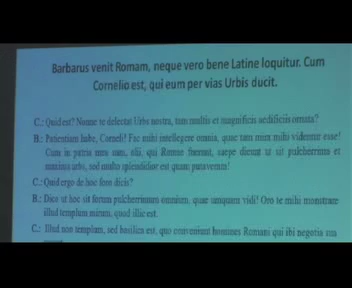 Barbarus venit Romam, neque vero bene Latine loquitur. Cum
Cornelio est, qui eum per vias Urbis ducit.
C.: Quid est? Nonne te delectat Urbs nostra, tam multis et magnificis aedificiis ornata?
B.: Patientiam habe, Corneli! Fac mihi intellegere omnia, quae tam mira mihi videntur esse!
Cum in patria mea sum, alii, qui Romae fuerunt, saepe dicunt ut sit pulcherrima et
maxima urbs, sed multo splendidior est quam putaveram!
C.: Quid ergo de hoc foro dicis?
B.: Dico ut hoc sit forum pulcherrimum omnium, quae umquam vidi! Oro te mihi monstrare
illud templum mirum, quod illic est.
C.: Illud non templum, sed basilica est, quo conveniunt homines Romani qui ibi negotia sua